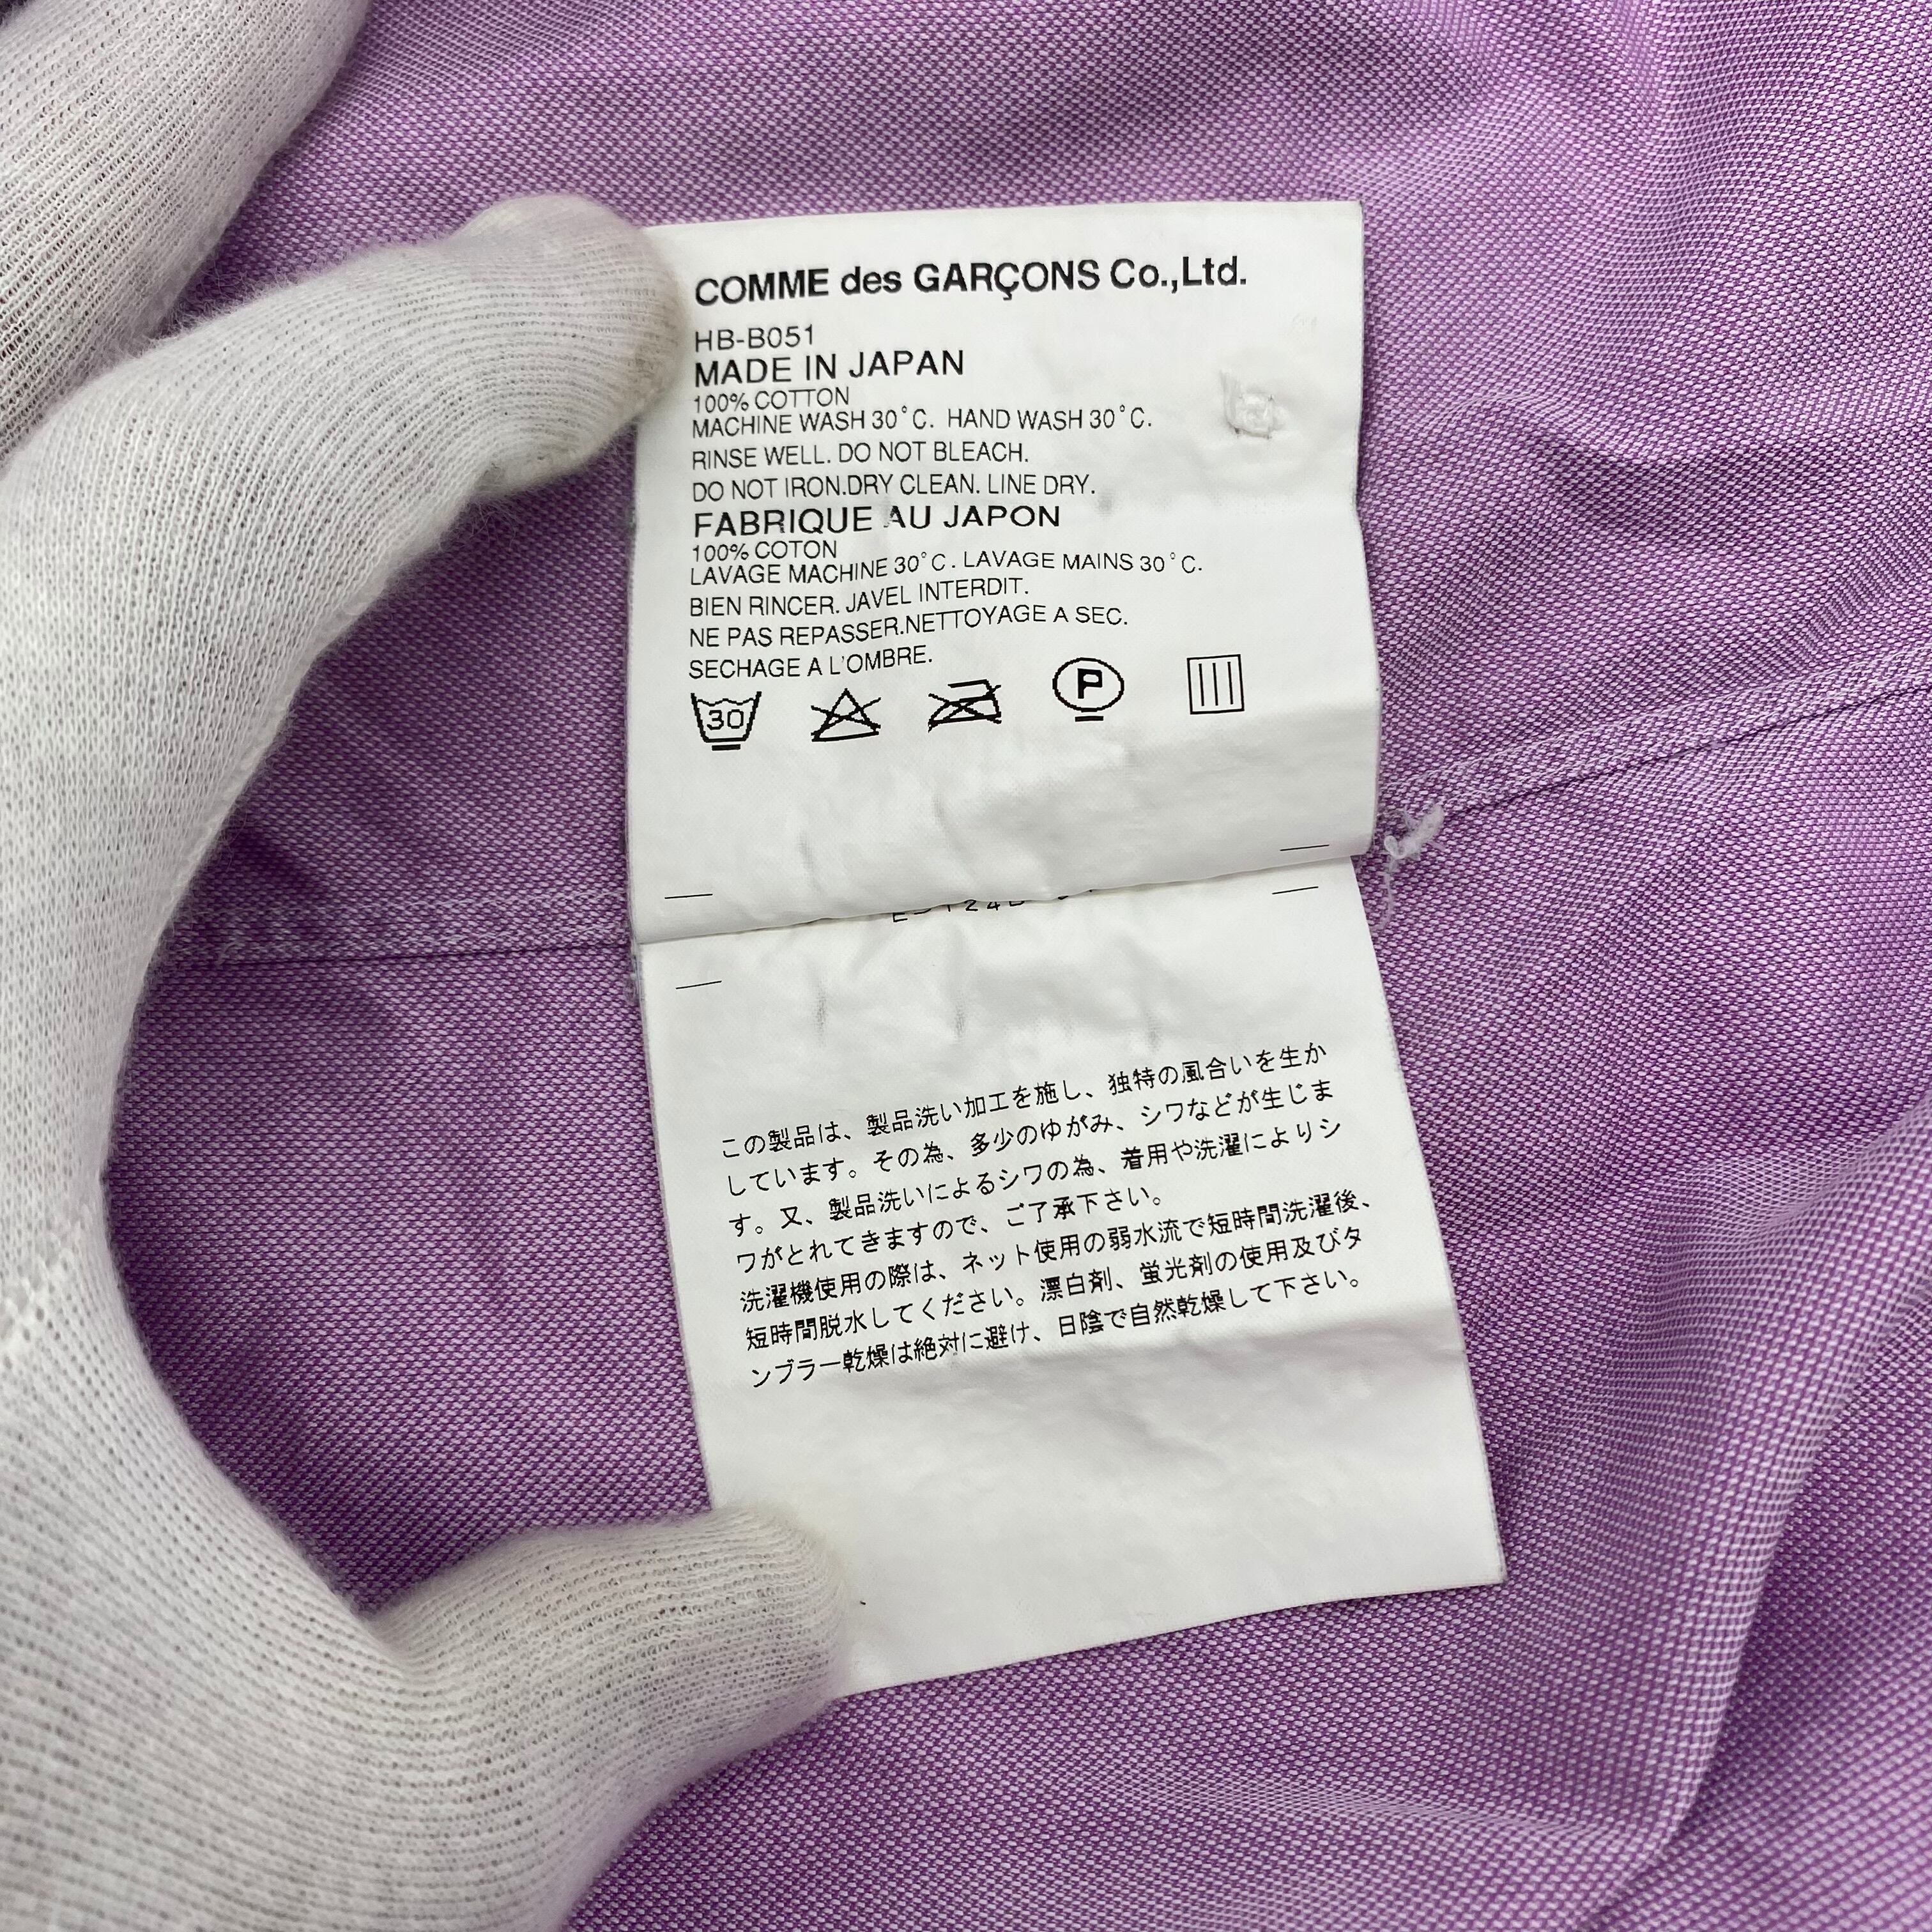 COMME des GARÇONS Co.,Ltd.
HB-B051
MADE IN JAPAN
100% COTTON
MACHINE WASH 30°C. HAND WASH 30°C.
RINSE WELL. DO NOT BLEACH.
DO NOT IRON.DRY CLEAN. LINE DRY.
FABRIQUE AU JAPON
100% COTON
LAVAGE MACHINE 30°C. LAVAGE MAINS 30°C.
BIEN RINCER. JAVEL INTERDIT.
NE PAS REPASSER.NETTOYAGE A SEC.
SECHAGE A L'OMBRE.
30 P
この製品は、製品洗い加工を施し、独特の風合いを生か
しています。その為、多少のゆがみ、シワなどが生じま
す。又、製品洗いによるシワの為、着用や洗濯によりシ
ワがとれてきますので、ご了承下さい。
洗濯機使用の際は、ネット使用の弱水流で短時間洗濯後、
短時間脱水してください。漂白剤、蛍光剤の使用及びタ
ンブラー乾燥は絶対に避け、日陰で自然乾燥して下さい。